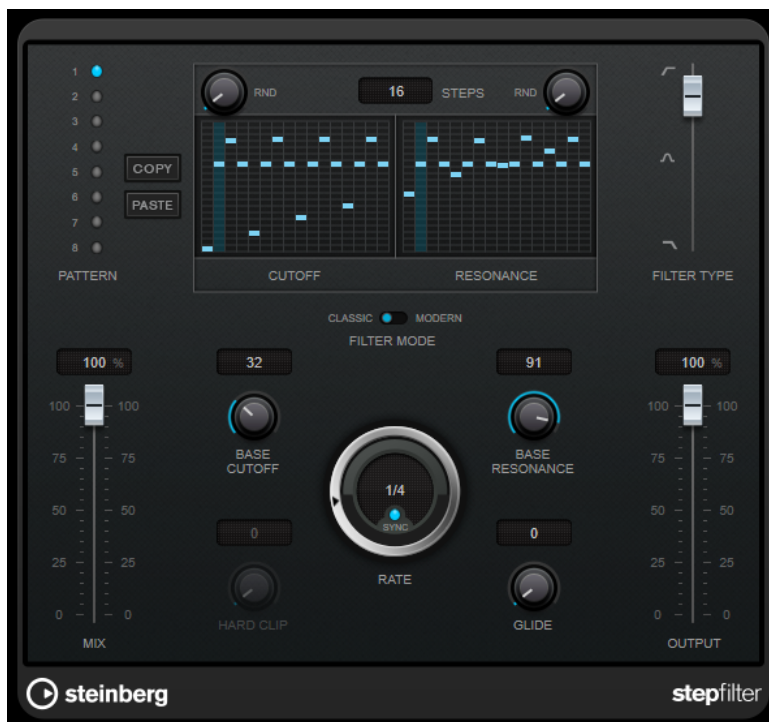 1
2
3
4
5
6
7
8
PATTERN
COPY
PASTE
RND
16 STEPS
RND
CUTOFF
RESONANCE
FILTER TYPE
CLASSIC MODERN
FILTER MODE
100 %
100 100
75 75
50 50
25 25
0 0
MIX
32
BASE
CUTOFF
0
HARD CLIP
1/4
SYNC
RATE
91
BASE
RESONANCE
0
GLIDE
100 %
100 100
75 75
50 50
25 25
0 0
OUTPUT
steinberg
stepfilter